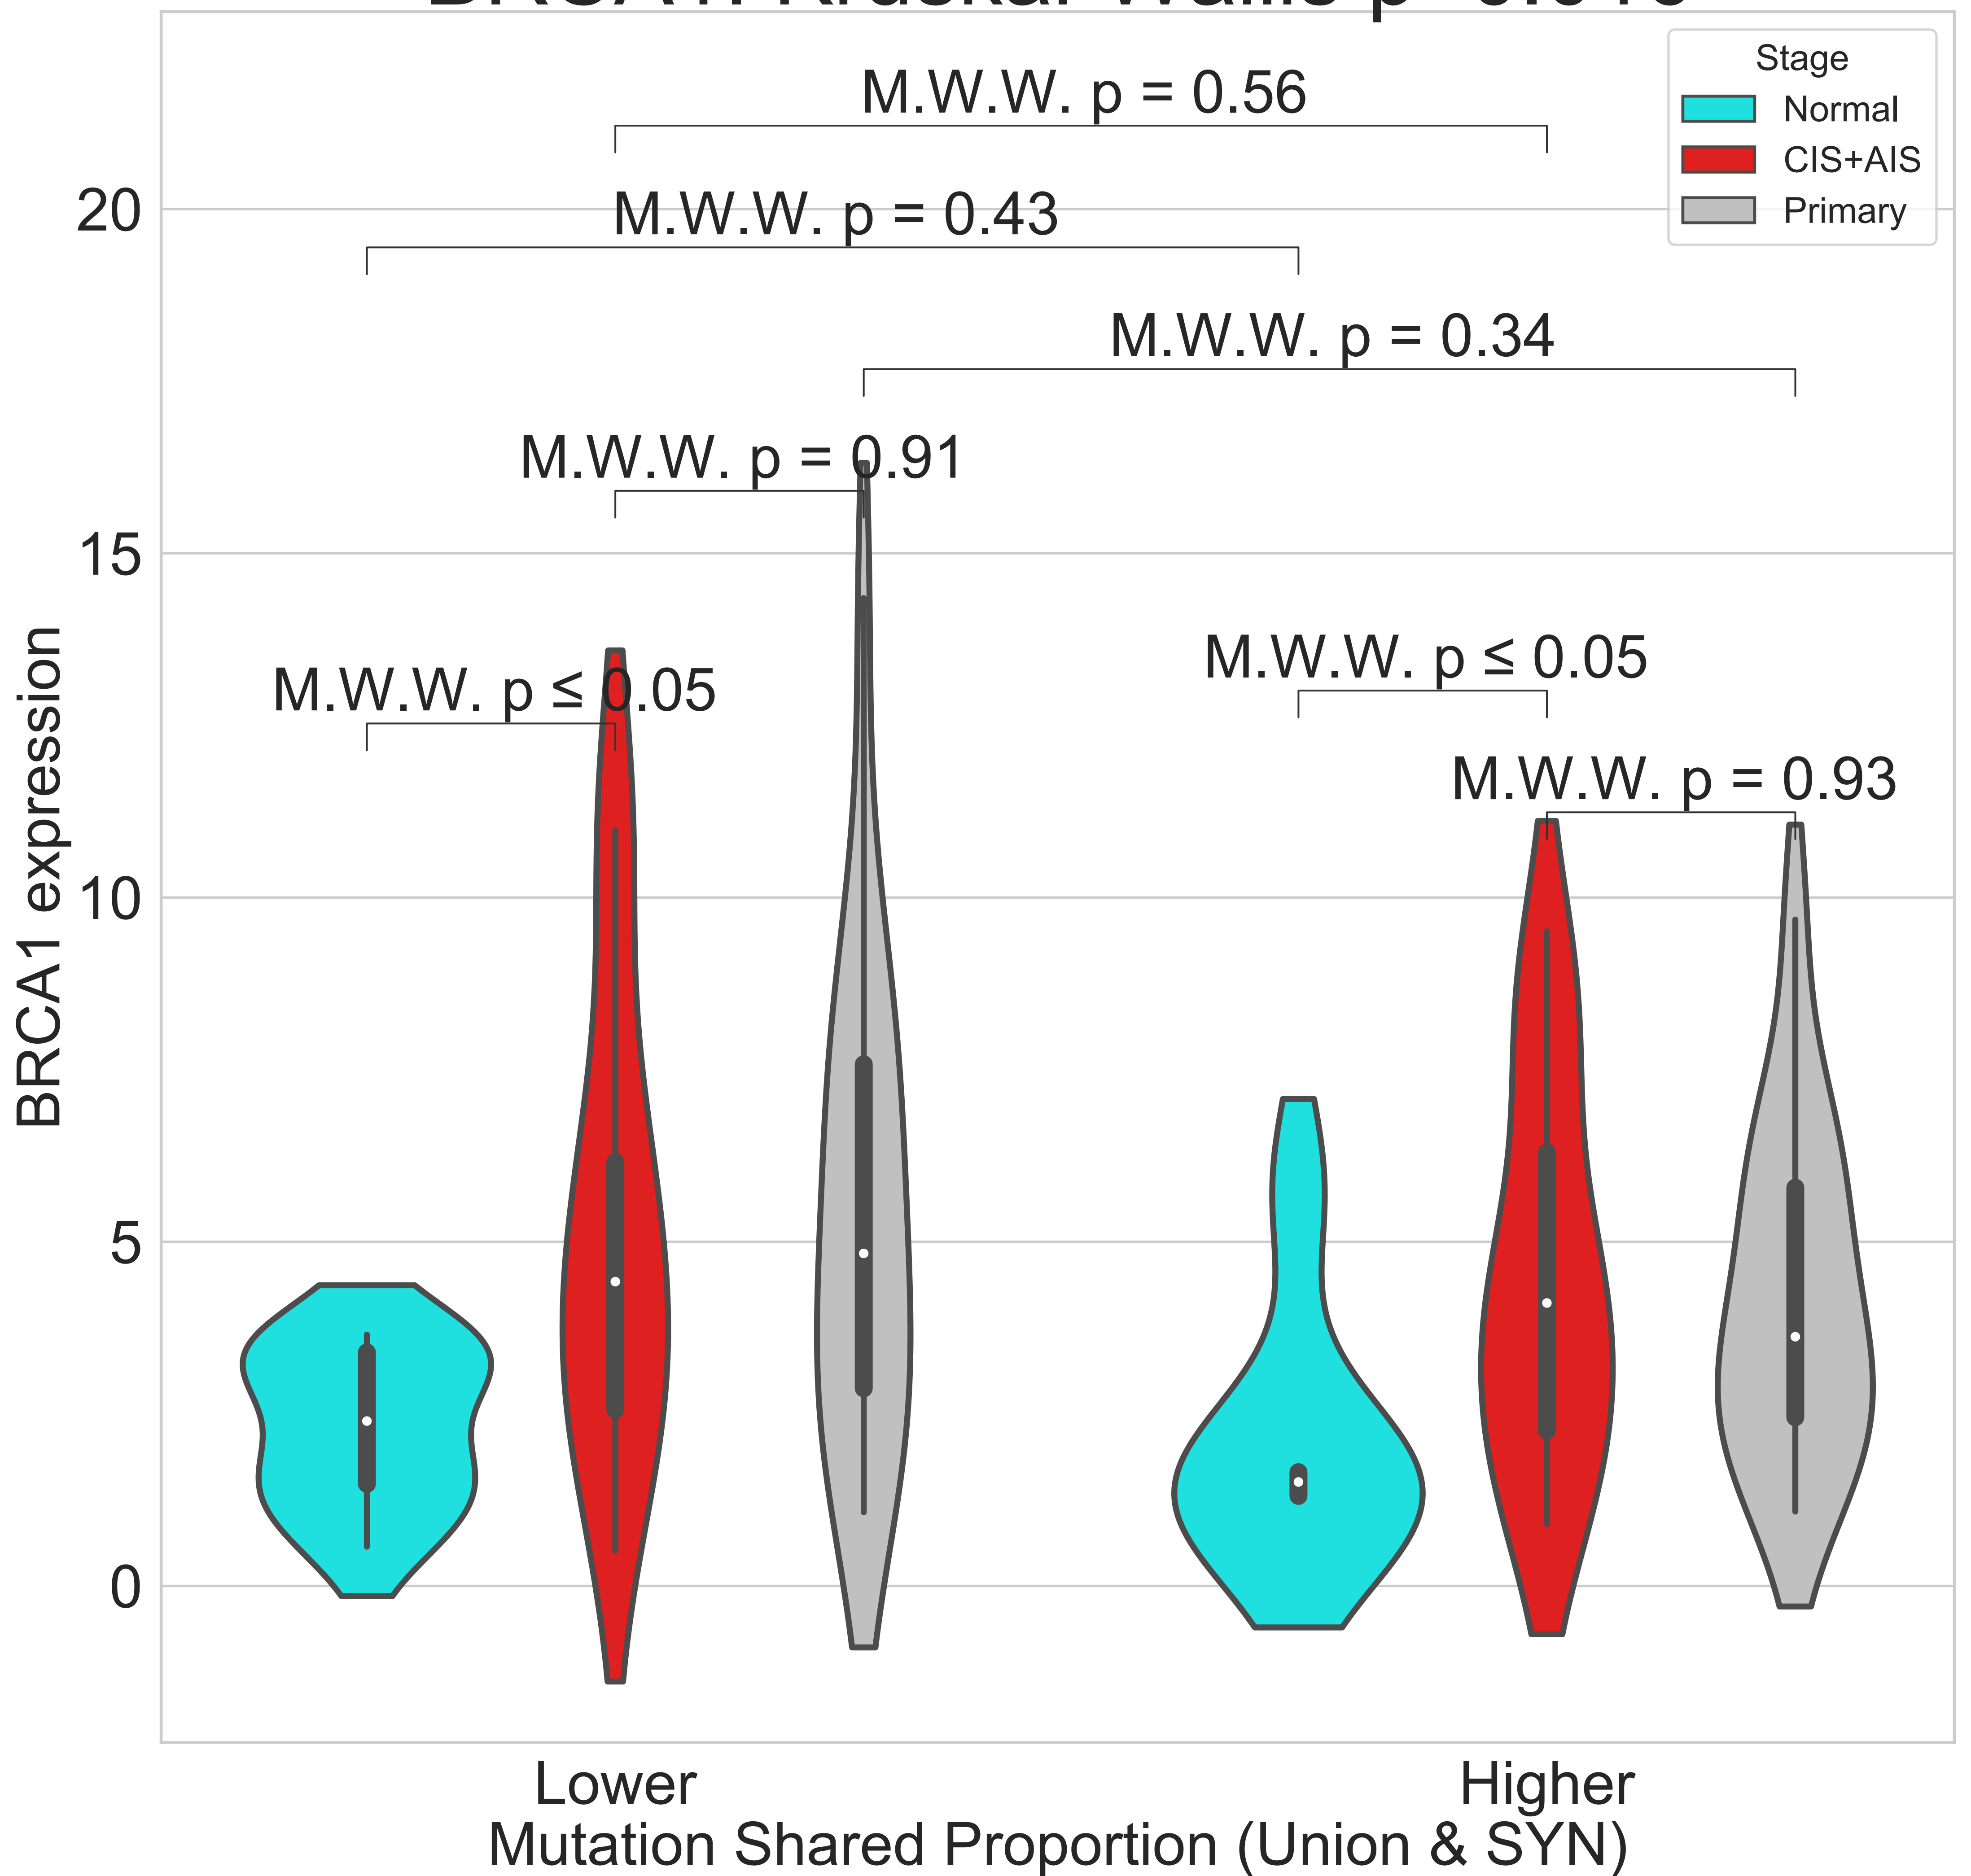 Stage
Normal
CIS+AIS
Primary
M.W.W. p = 0.56
M.W.W. p = 0.43
M.W.W. p = 0.34
M.W.W. p = 0.91
M.W.W. p ≤ 0.05
M.W.W. p ≤ 0.05
M.W.W. p = 0.93
20
15
10
5
0
BRCA1 expression
Lower
Higher
Mutation Shared Proportion (Union & SYN)